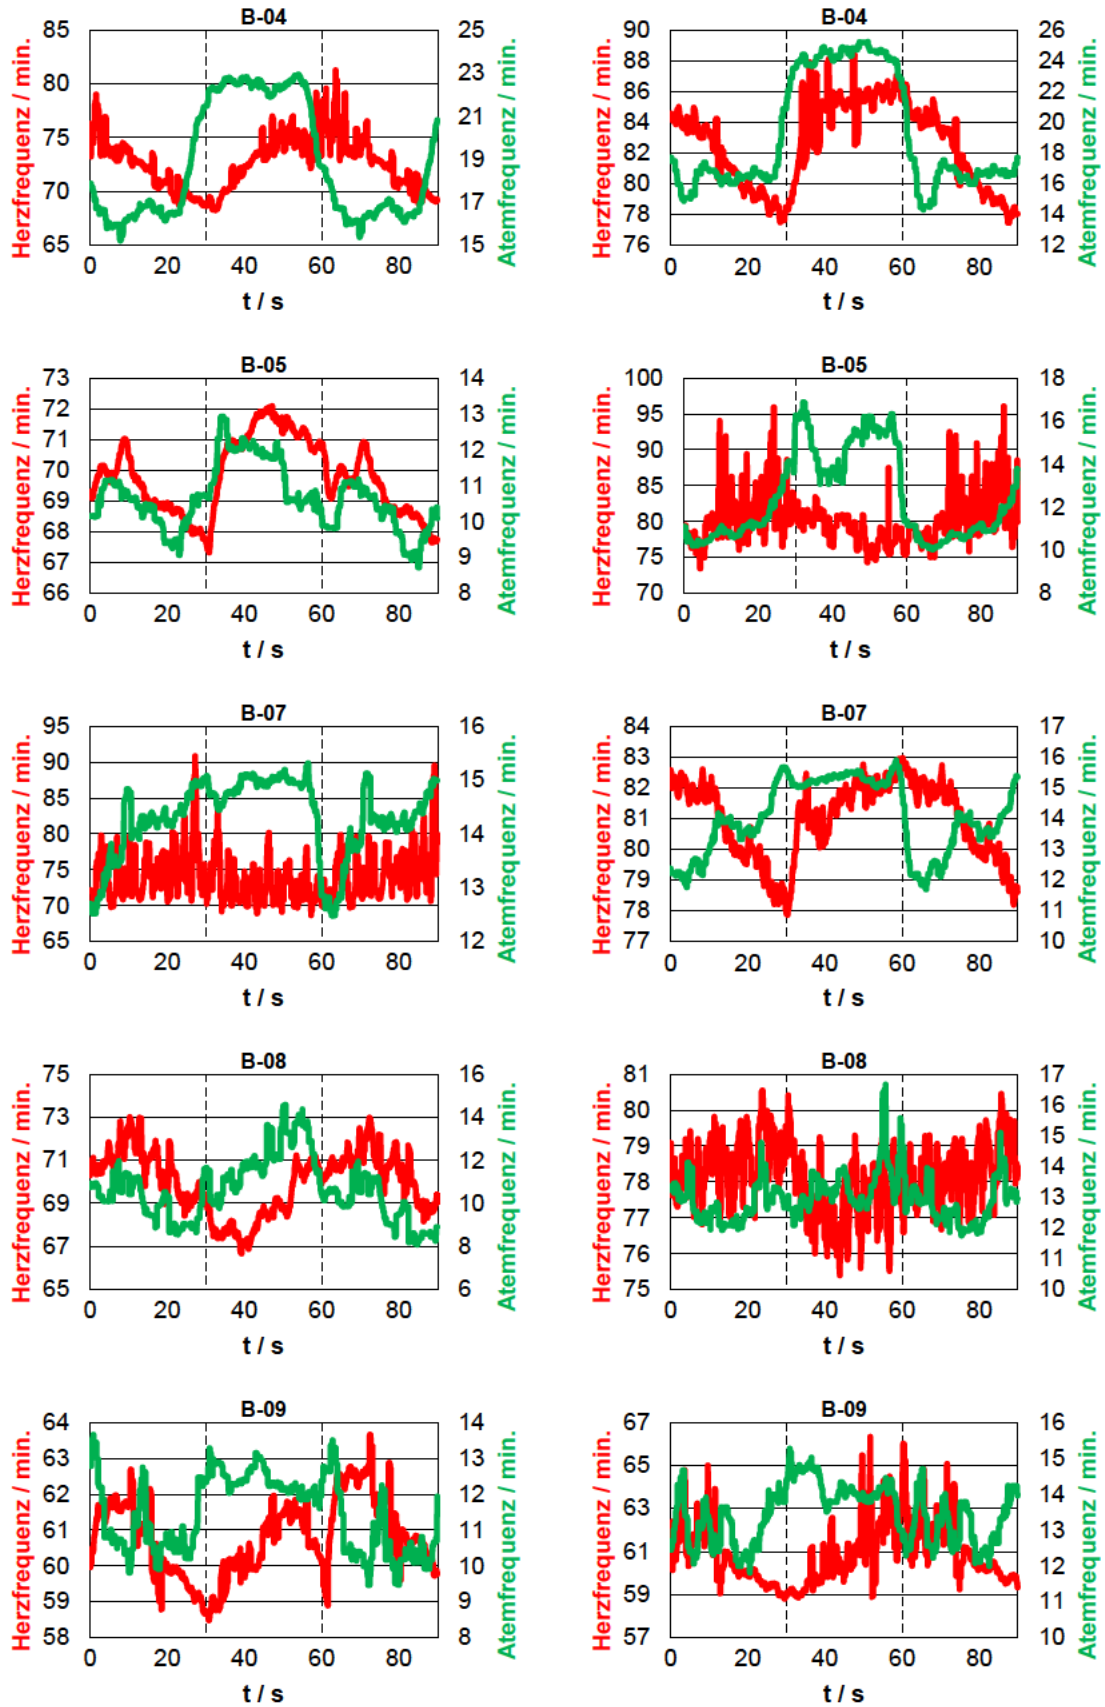 B-04
85
80
75
70
65
25
23
21
19
17
15
Herzfrequenz / min.
Atemfrequenz / min.
0 20 40 60 80
t / s
B-04
90
88
86
84
82
80
78
76
26
24
22
20
18
16
14
12
Herzfrequenz / min.
Atemfrequenz / min.
0 20 40 60 80
t / s
B-05
73
72
71
70
69
68
67
66
14
13
12
11
10
9
8
Herzfrequenz / min.
Atemfrequenz / min.
0 20 40 60 80
t / s
B-05
100
95
90
85
80
75
70
18
16
14
12
10
8
Herzfrequenz / min.
Atemfrequenz / min.
0 20 40 60 80
t / s
B-07
95
90
85
80
75
70
65
16
15
14
13
12
Herzfrequenz / min.
Atemfrequenz / min.
0 20 40 60 80
t / s
B-07
84
83
82
81
80
79
78
77
17
16
15
14
13
12
11
10
Herzfrequenz / min.
Atemfrequenz / min.
0 20 40 60 80
t / s
B-08
75
73
71
69
67
65
16
14
12
10
8
6
Herzfrequenz / min.
Atemfrequenz / min.
0 20 40 60 80
t / s
B-08
81
80
79
78
77
76
75
17
16
15
14
13
12
11
10
Herzfrequenz / min.
Atemfrequenz / min.
0 20 40 60 80
t / s
B-09
64
63
62
61
60
59
58
14
13
12
11
10
9
8
Herzfrequenz / min.
Atemfrequenz / min.
0 20 40 60 80
t / s
B-09
67
65
63
61
59
57
16
15
14
13
12
11
10
Herzfrequenz / min.
Atemfrequenz / min.
0 20 40 60 80
t / s